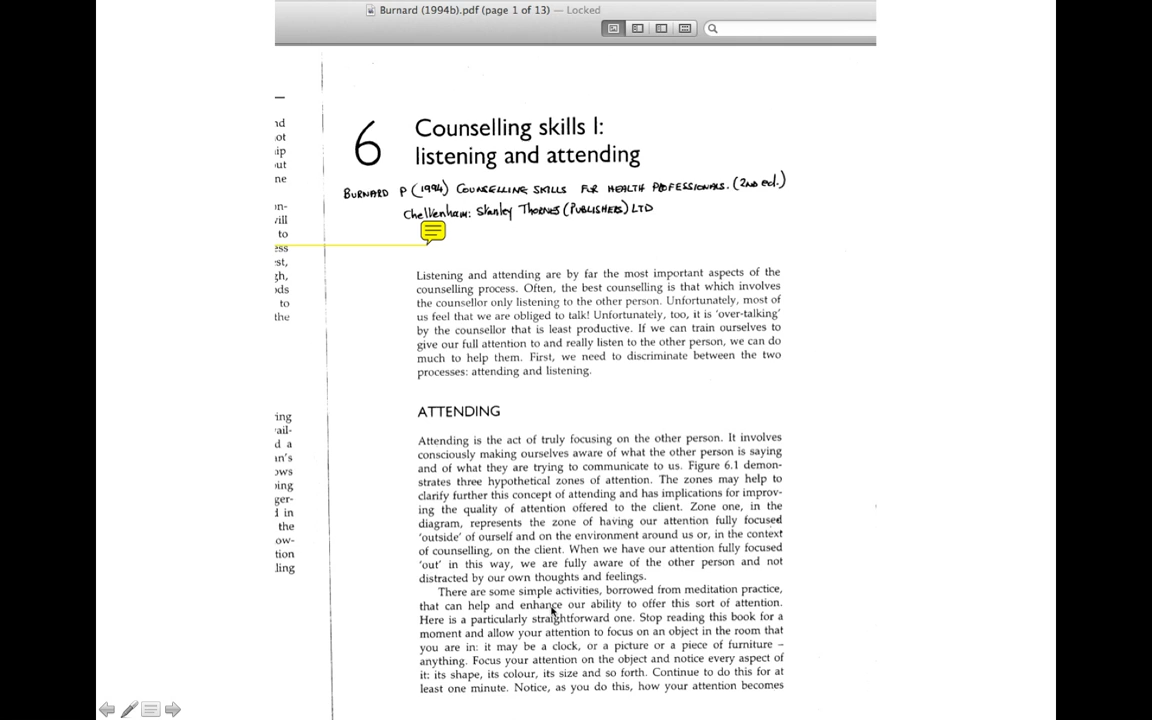 Burnard (1994b).pdf (page 1 of 13) — Locked
6
Counselling skills I:
listening and attending
BURNARD P (1994) COUNSELLING SKILLS FOR HEALTH PROFESSIONALS. (2nd ed.)
Cheltenham: Stanley Thornes (Publishers) LTD
Listening and attending are by far the most important aspects of the
counselling process. Often, the best counselling is that which involves
the counsellor only listening to the other person. Unfortunately, most of
us feel that we are obliged to talk! Unfortunately, too, it is 'over-talking'
by the counsellor that is least productive. If we can train ourselves to
give our full attention to and really listen to the other person, we can do
much to help them. First, we need to discriminate between the two
processes: attending and listening.
ATTENDING
Attending is the act of truly focusing on the other person. It involves
consciously making ourselves aware of what the other person is saying
and of what they are trying to communicate to us. Figure 6.1 demon-
strates three hypothetical zones of attention. The zones may help to
clarify further this concept of attending and has implications for improv-
ing the quality of attention offered to the client. Zone one, in the
diagram, represents the zone of having our attention fully focused
'outside' of ourself and on the environment around us or, in the context
of counselling, on the client. When we have our attention fully focused
'out' in this way, we are fully aware of the other person and not
distracted by our own thoughts and feelings.
There are some simple activities, borrowed from meditation practice,
that can help and enhance our ability to offer this sort of attention.
Here is a particularly straightforward one. Stop reading this book for a
moment and allow your attention to focus on an object in the room that
you are in: it may be a clock, or a picture or a piece of furniture –
anything. Focus your attention on the object and notice every aspect of
it: its shape, its colour, its size and so forth. Continue to do this for at
least one minute. Notice, as you do this, how your attention becomes